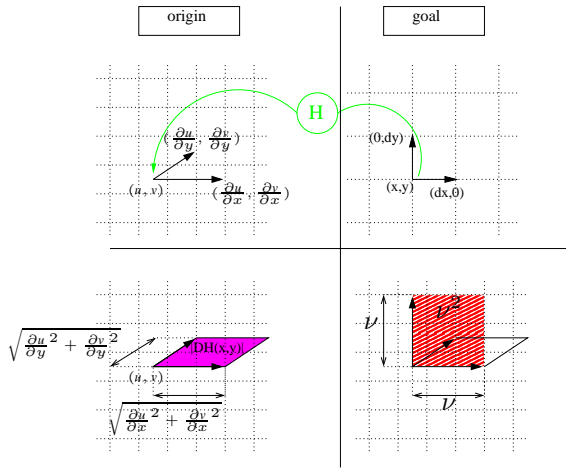 origin
goal
H
(∂u/∂y, ∂v/∂y)
(0,dy)
(u, v)
(∂u/∂x, ∂v/∂x)
(x,y)
(dx,0)
√(∂u/∂y² + ∂v/∂y²)
|DH(x,y)|
(u, v)
√(∂u/∂x² + ∂v/∂x²)
ν
ν²
ν